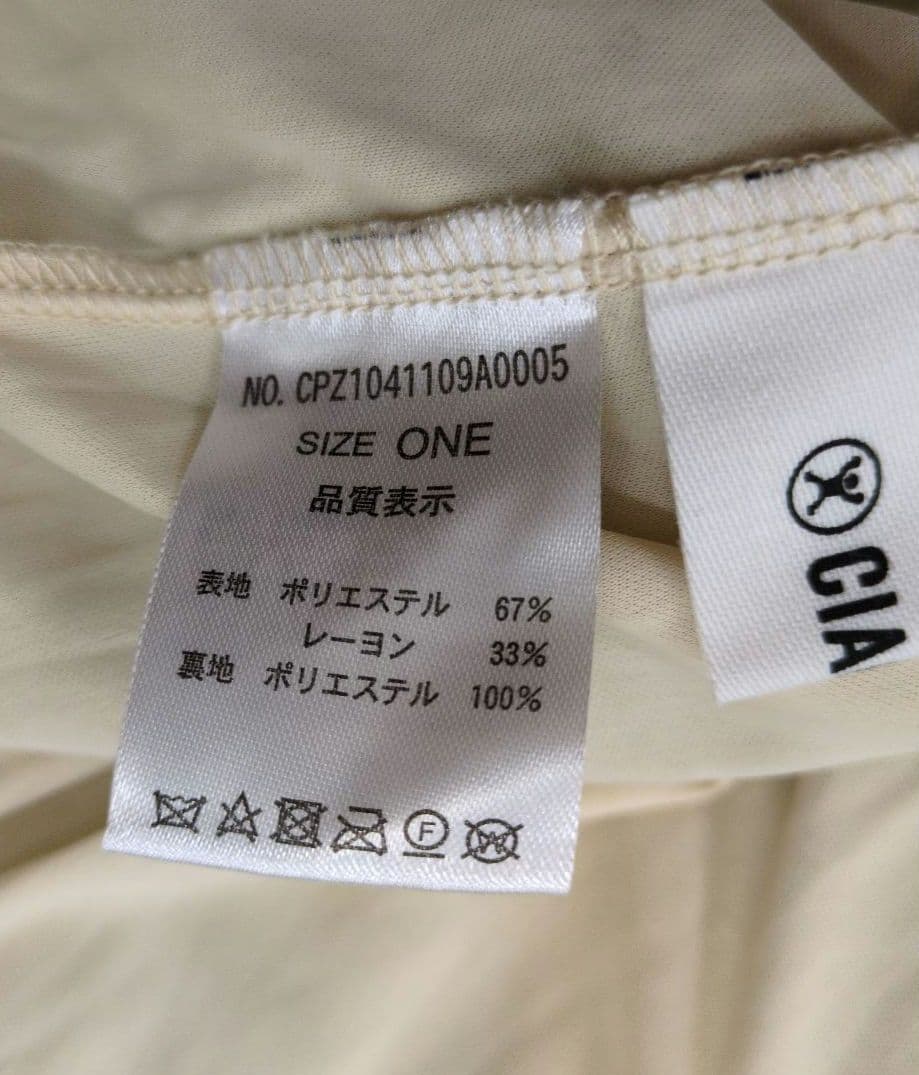 NO. CPZ1041109A0005
SIZE ONE
品質表示
表地 ポリエステル 67%
レーヨン 33%
裏地 ポリエステル 100%
F
W
CIA